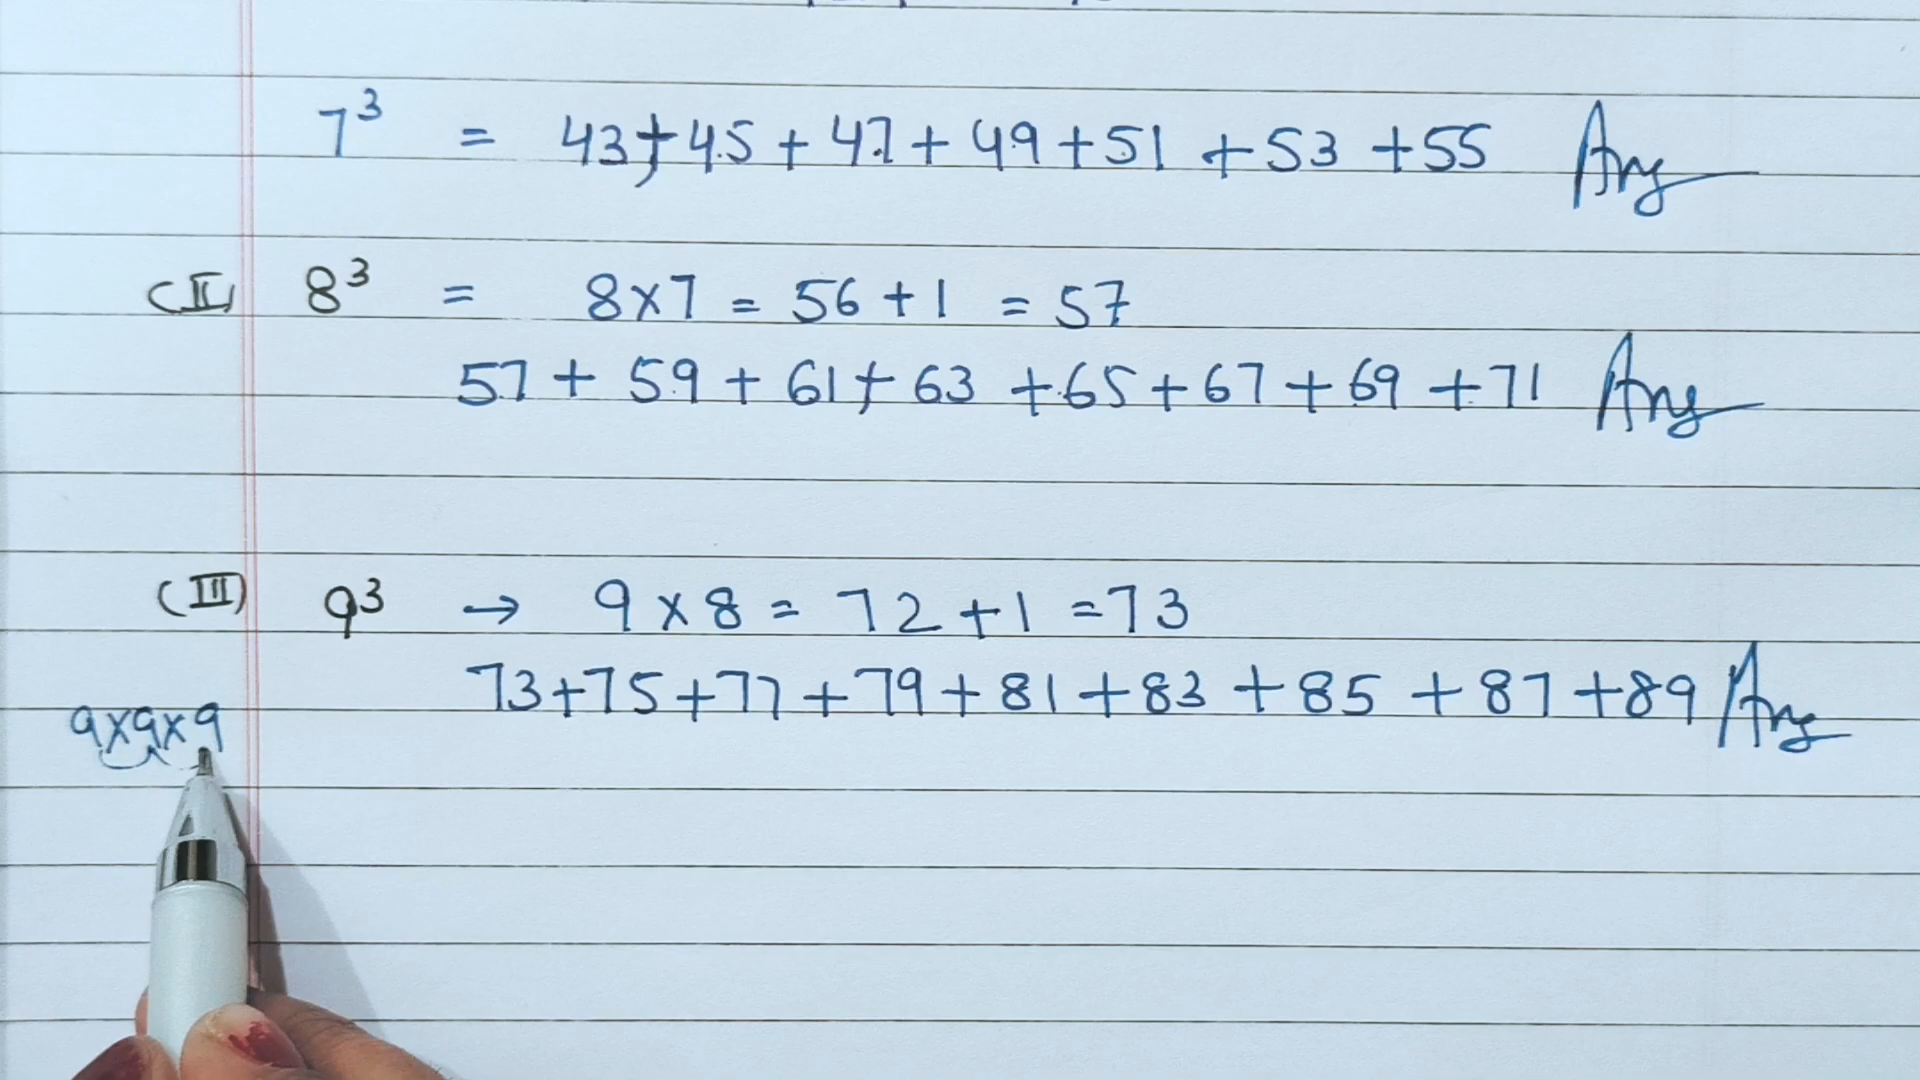 7³ = 43+45+47+49+51+53+55 Ans
(II) 8³ = 8×7 = 56+1 = 57
57+59+61+63+65+67+69+71 Ans
(III) 9³ → 9×8 = 72+1 = 73
73+75+77+79+81+83+85+87+89 Ans
9×9×9